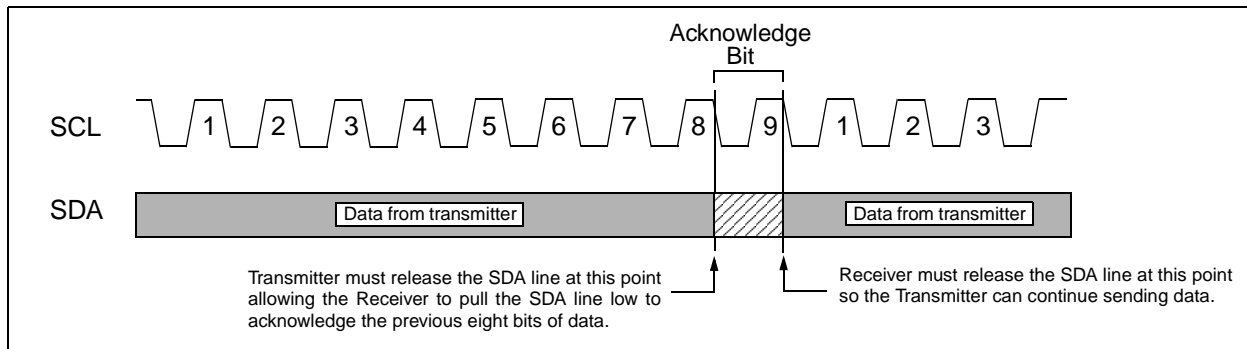 Acknowledge
Bit
SCL
1 2 3 4 5 6 7 8 9 1 2 3
SDA
Data from transmitter
Data from transmitter
Transmitter must release the SDA line at this point
allowing the Receiver to pull the SDA line low to
acknowledge the previous eight bits of data.
Receiver must release the SDA line at this point
so the Transmitter can continue sending data.